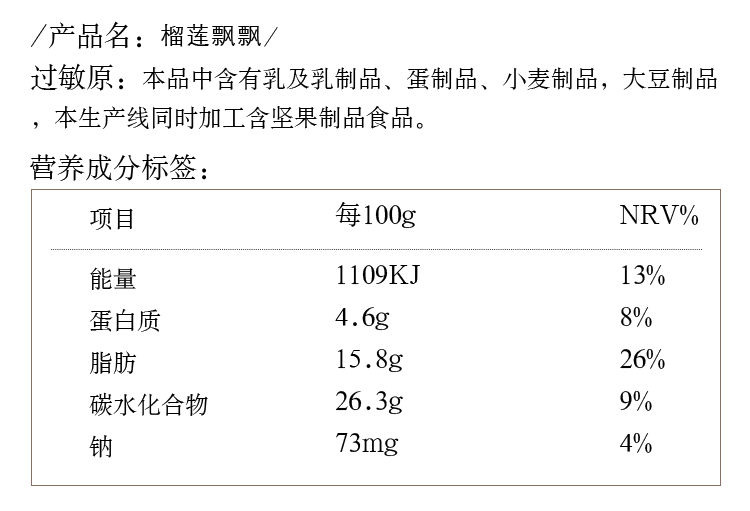 /产品名：榴莲飘飘/
过敏原：本品中含有乳及乳制品、蛋制品、小麦制品，大豆制品
，本生产线同时加工含坚果制品食品。
营养成分标签：
项目 每100g NRV%
能量 1109KJ 13%
蛋白质 4.6g 8%
脂肪 15.8g 26%
碳水化合物 26.3g 9%
钠 73mg 4%